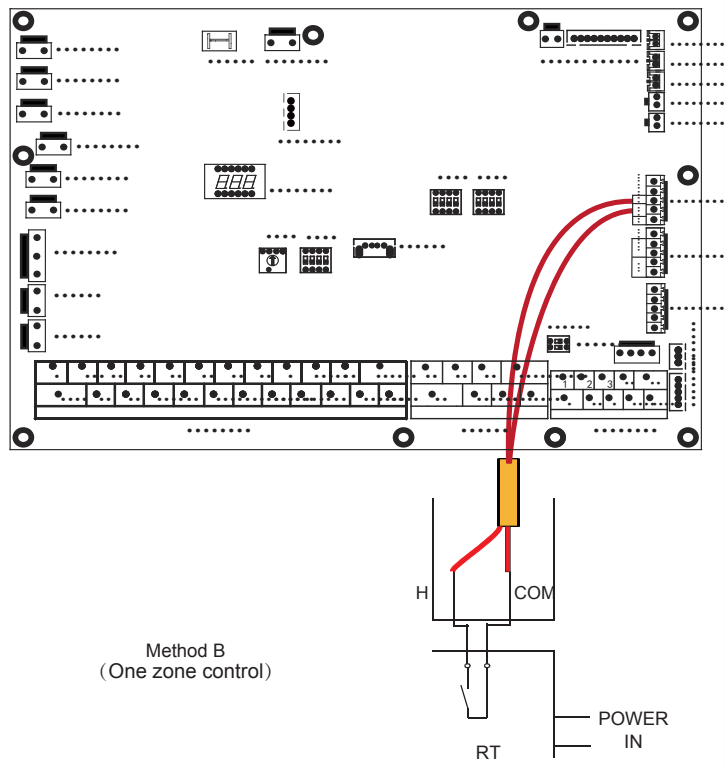 1 2 3
H COM
Method B
（One zone control）
POWER
IN
RT